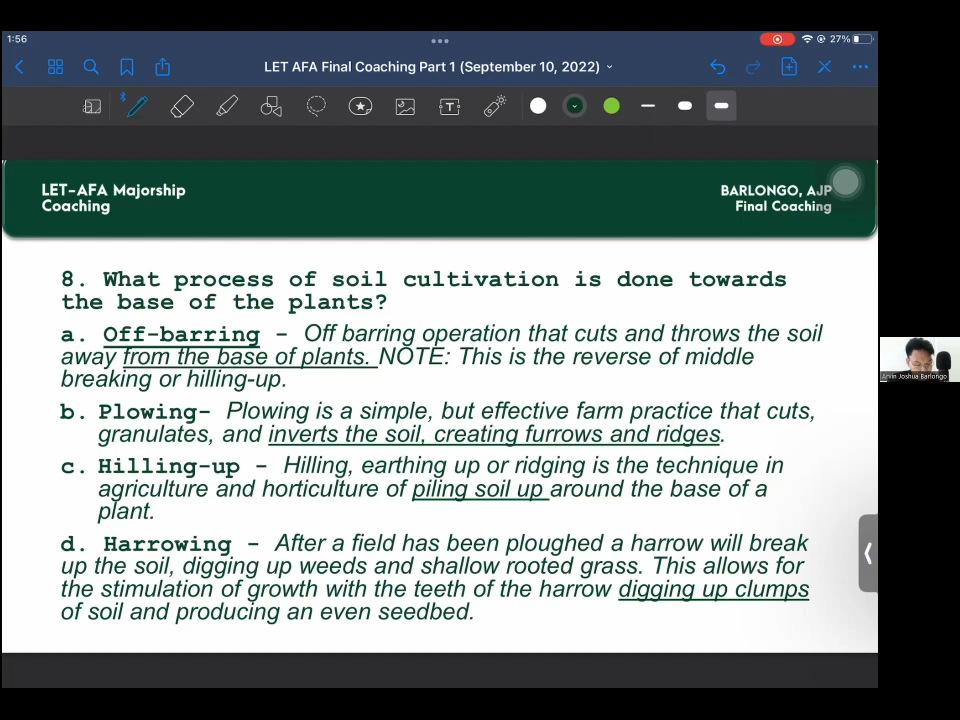 1:56
27%
LET AFA Final Coaching Part 1 (September 10, 2022)
LET-AFA Majorship
Coaching
BARLONGO, AJP
Final Coaching
8. What process of soil cultivation is done towards
the base of the plants?
a. Off-barring - Off barring operation that cuts and throws the soil
away from the base of plants. NOTE: This is the reverse of middle
breaking or hilling-up.
b. Plowing- Plowing is a simple, but effective farm practice that cuts,
granulates, and inverts the soil, creating furrows and ridges.
c. Hilling-up - Hilling, earthing up or ridging is the technique in
agriculture and horticulture of piling soil up around the base of a
plant.
d. Harrowing - After a field has been ploughed a harrow will break
up the soil, digging up weeds and shallow rooted grass. This allows for
the stimulation of growth with the teeth of the harrow digging up clumps
of soil and producing an even seedbed.
Arvin Joshua Barlongo